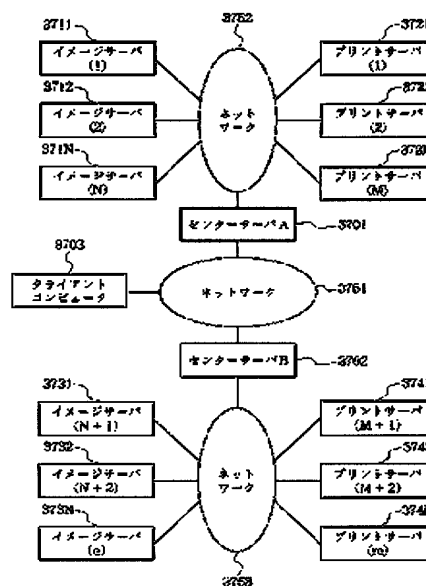 3752
3711
イメージサーバ
(1)
3712
イメージサーバ
(2)
371N
イメージサーバ
(N)
ネット
ワーク
プリントサーバ
(1)
プリントサーバ
(2)
プリントサーバ
(M)
センターサーバA
3701
3703
クライアント
コンピュータ
ネットワーク
3751
センターサーバB
3702
3731
イメージサーバ
(N+1)
3732
イメージサーバ
(N+2)
373N
イメージサーバ
ネット
ワーク
プリントサーバ
(M+1)
プリントサーバ
(M+2)
プリントサーバ
(m)
3753